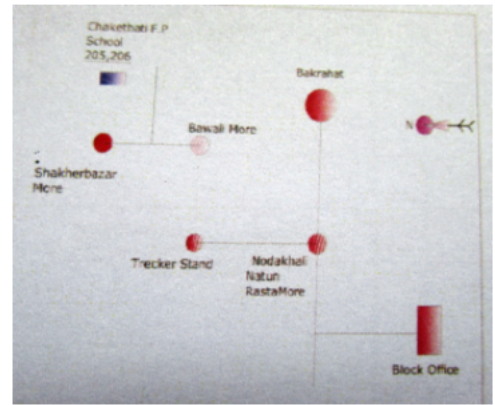 Chakethati F.P
School
205,206
Bakrahat
N
Bawali More
Shakherbazar
More
Trecker Stand
Nodakhali
Natun
RastaMore
Block Office